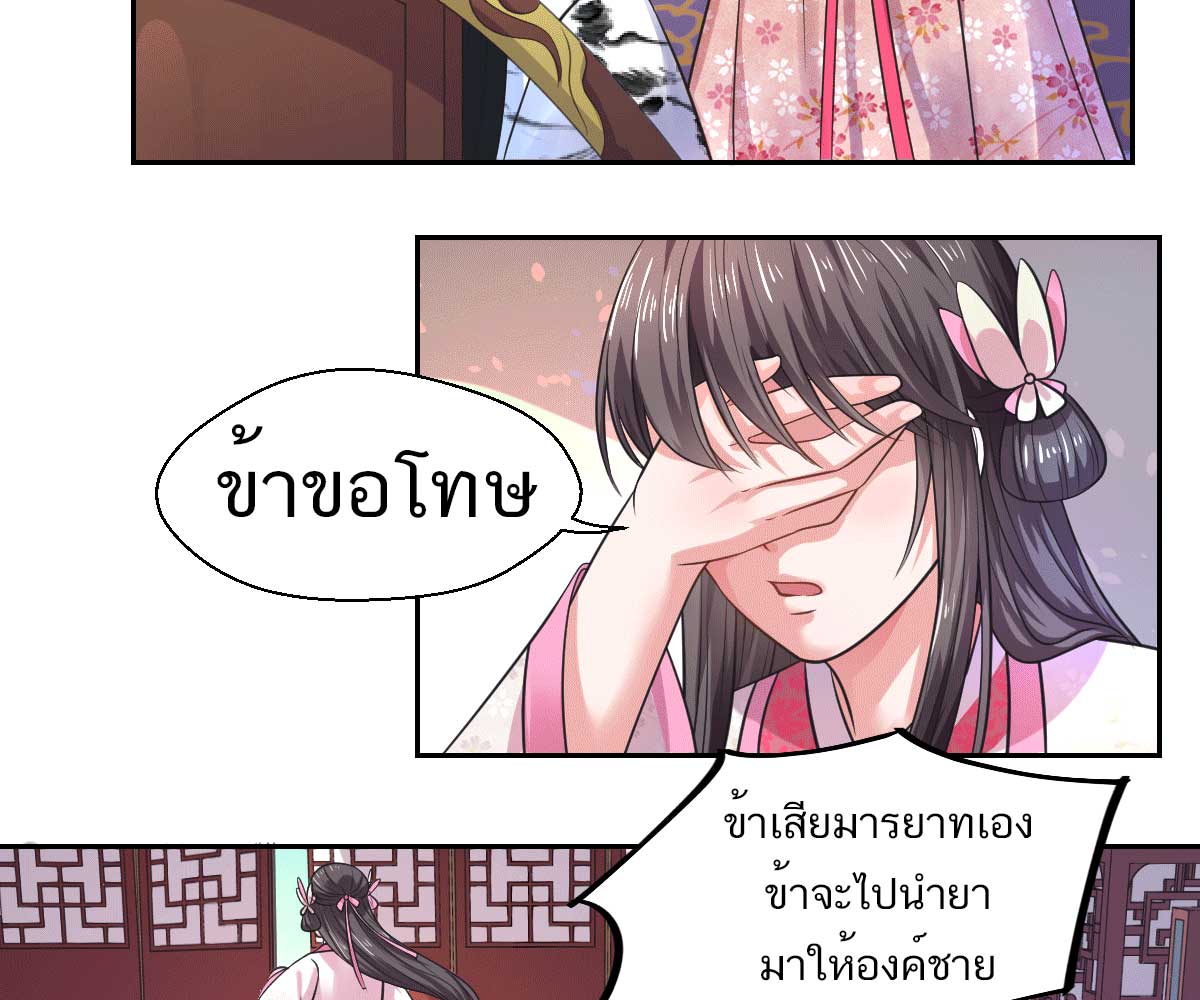 ข้าขอโทษ
ข้าเสียมารยาทเอง
ข้าจะไปนำยา
มาให้องค์ชาย